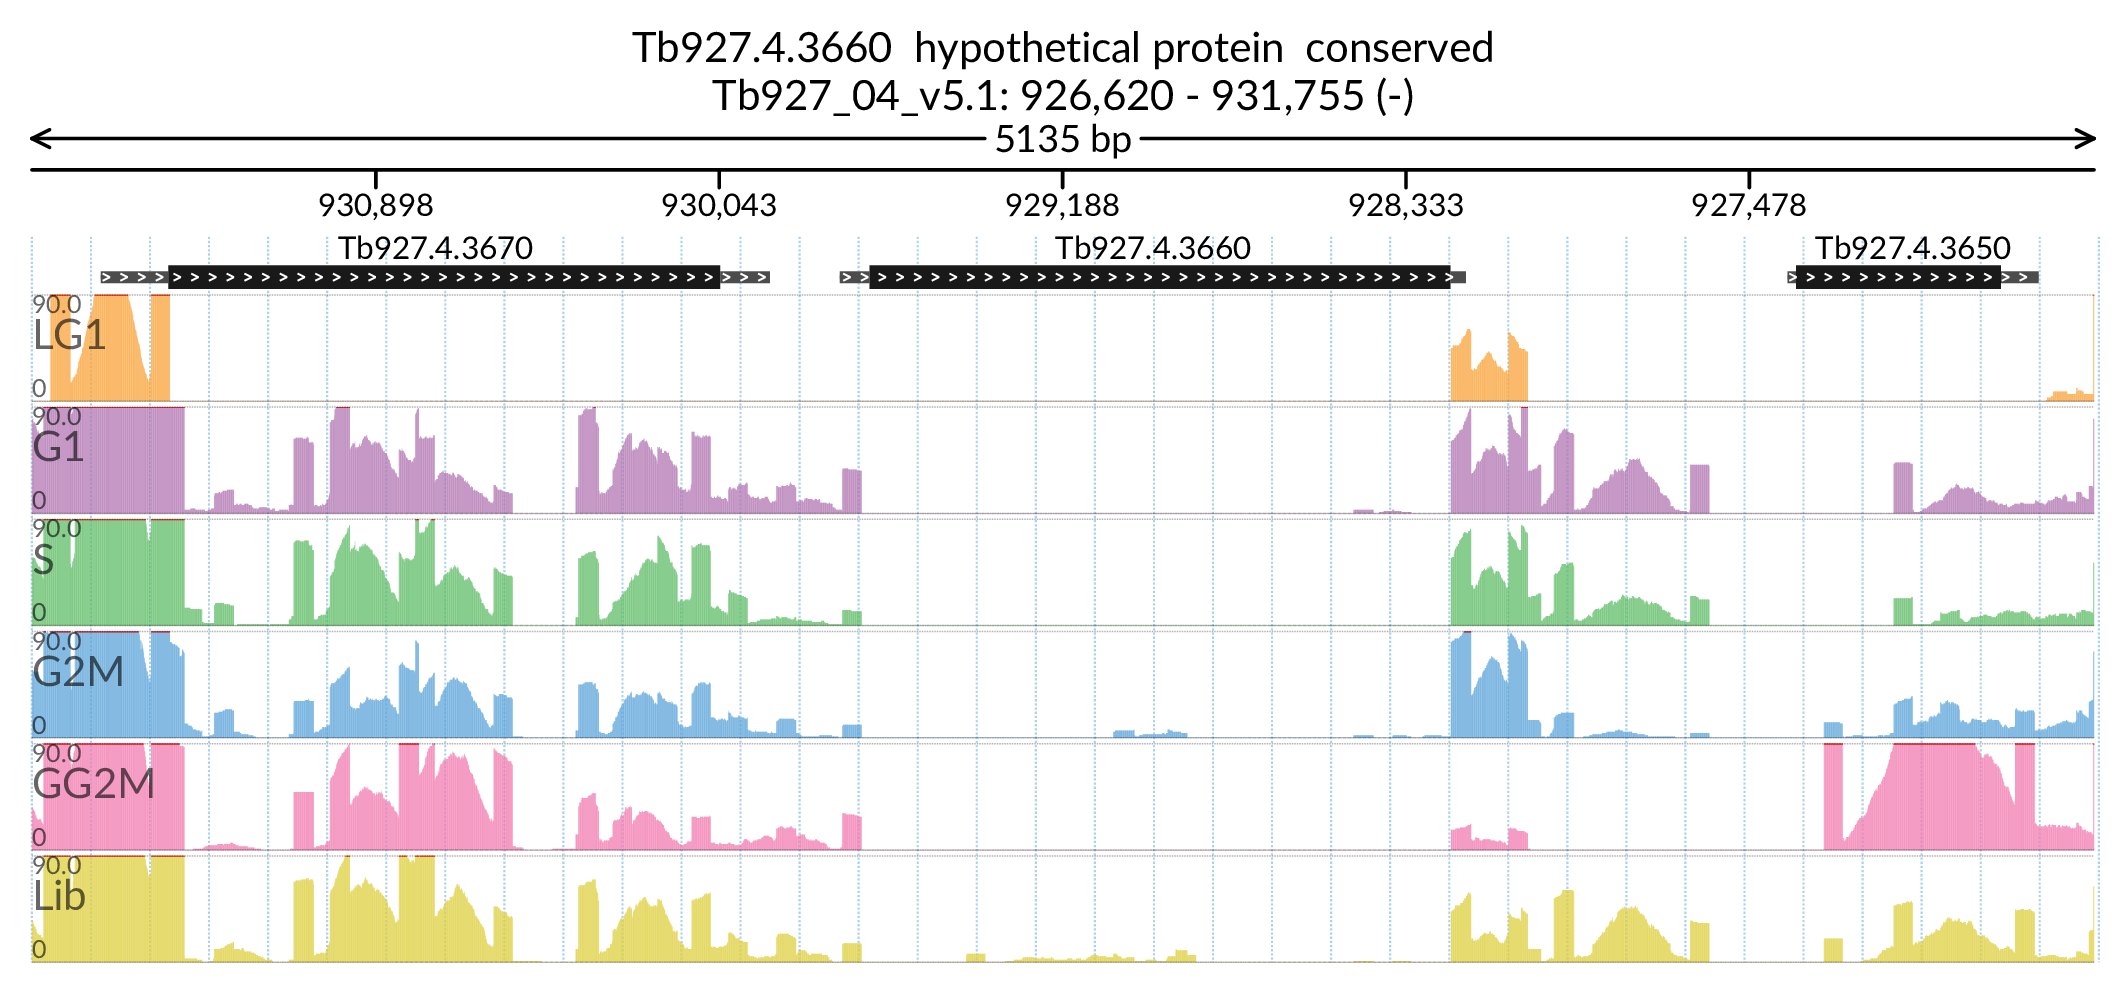 Tb927.4.3660  hypothetical protein  conserved
Tb927_04_v5.1: 926,620 - 931,755 (-)
5135 bp
930,898 930,043 929,188 928,333 927,478
Tb927.4.3670 Tb927.4.3660 Tb927.4.3650
90.0
LG1
0
90.0
G1
0
90.0
S
0
90.0
G2M
0
90.0
GG2M
0
90.0
Lib
0